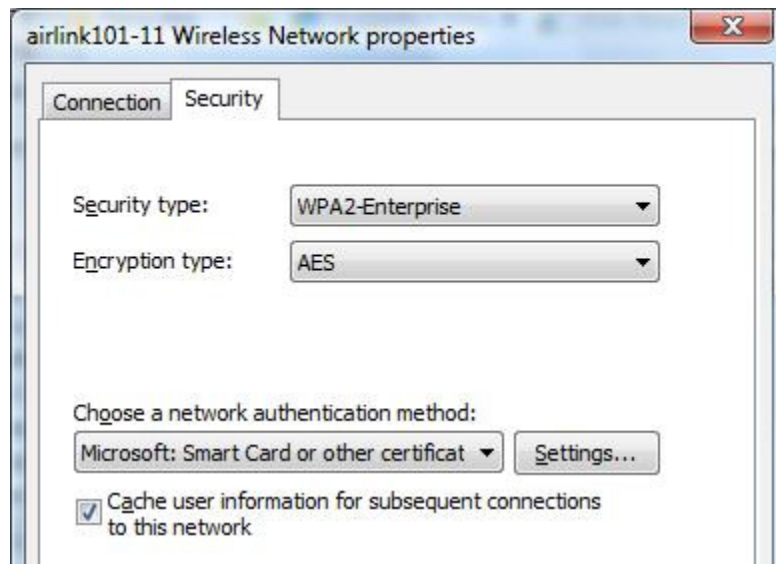 airlink101-11 Wireless Network properties
Connection
Security
Security type:
WPA2-Enterprise
Encryption type:
AES
Choose a network authentication method:
Microsoft: Smart Card or other certificat
Settings...
Cache user information for subsequent connections
to this network